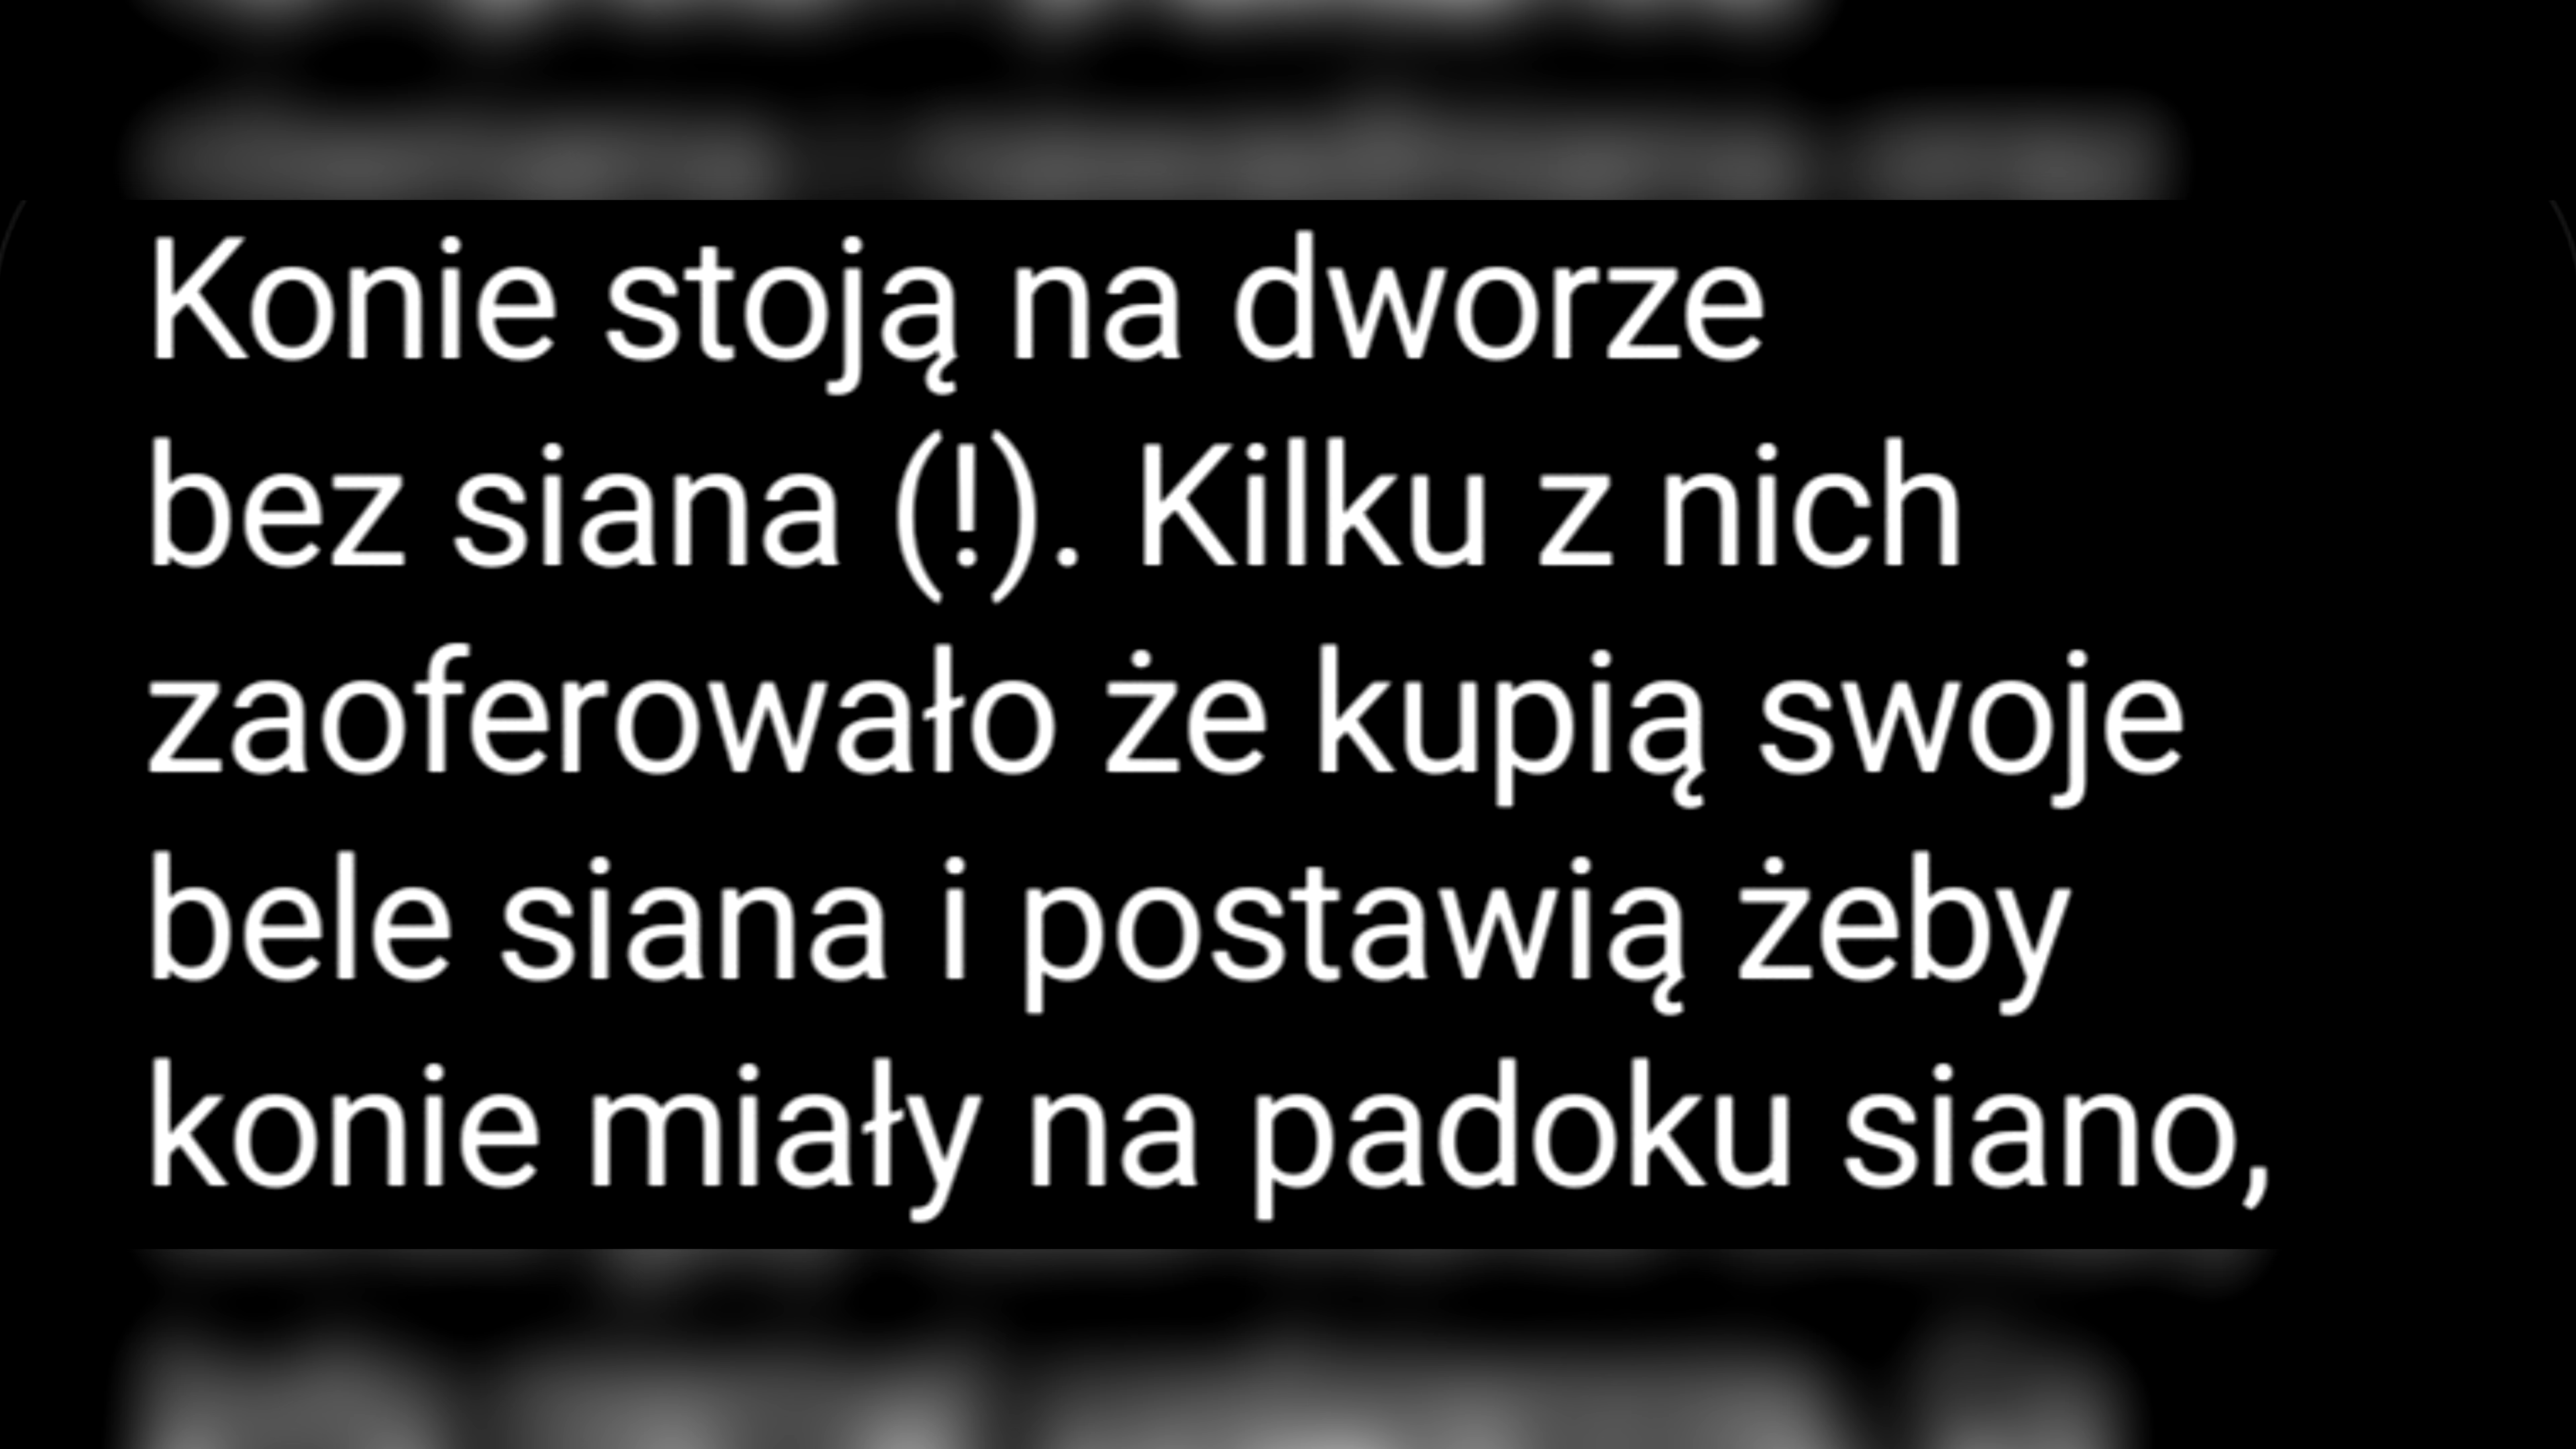 Konie stoją na dworze
bez siana (!). Kilku z nich
zaoferowało że kupią swoje
bele siana i postawią żeby
konie miały na padoku siano,